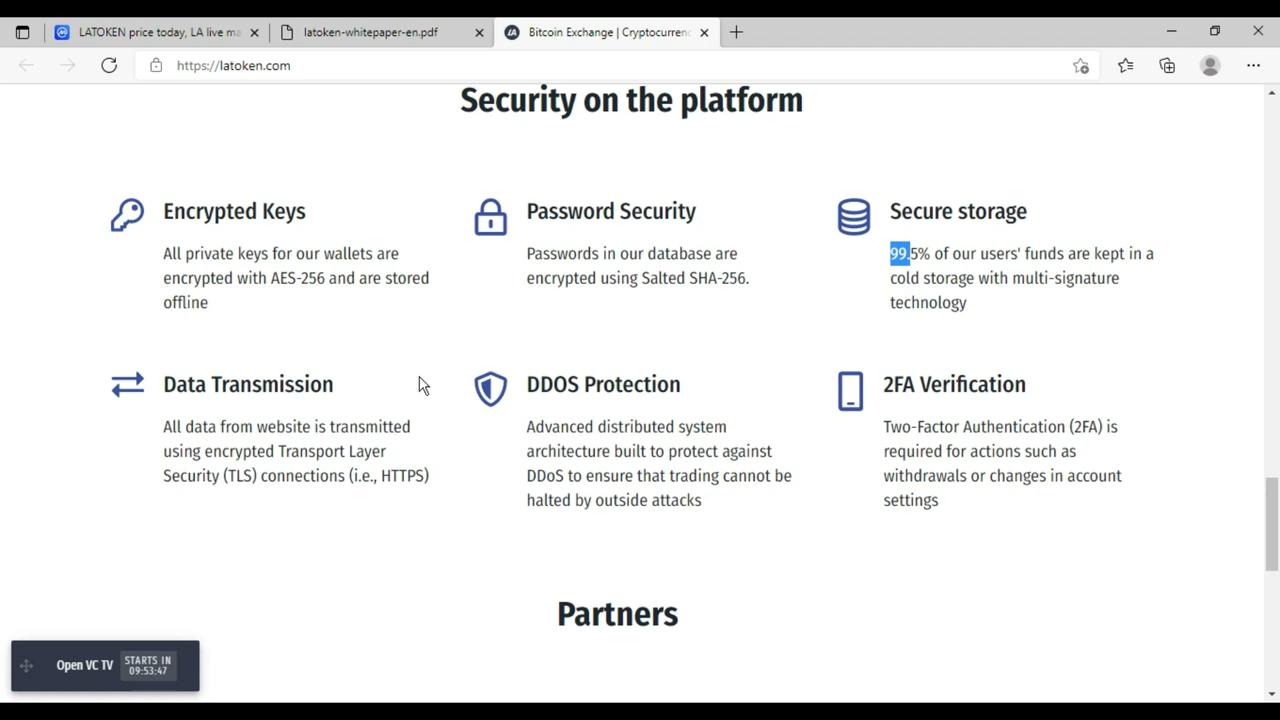 LATOKEN price today, LA live ma
latoken-whitepaper-en.pdf
Bitcoin Exchange | Cryptocurren
https://latoken.com
Security on the platform
Encrypted Keys
All private keys for our wallets are
encrypted with AES-256 and are stored
offline
Password Security
Passwords in our database are
encrypted using Salted SHA-256.
Secure storage
99.5% of our users' funds are kept in a
cold storage with multi-signature
technology
Data Transmission
All data from website is transmitted
using encrypted Transport Layer
Security (TLS) connections (i.e., HTTPS)
DDOS Protection
Advanced distributed system
architecture built to protect against
DDoS to ensure that trading cannot be
halted by outside attacks
2FA Verification
Two-Factor Authentication (2FA) is
required for actions such as
withdrawals or changes in account
settings
Partners
Open VC TV
STARTS IN
09:53:47